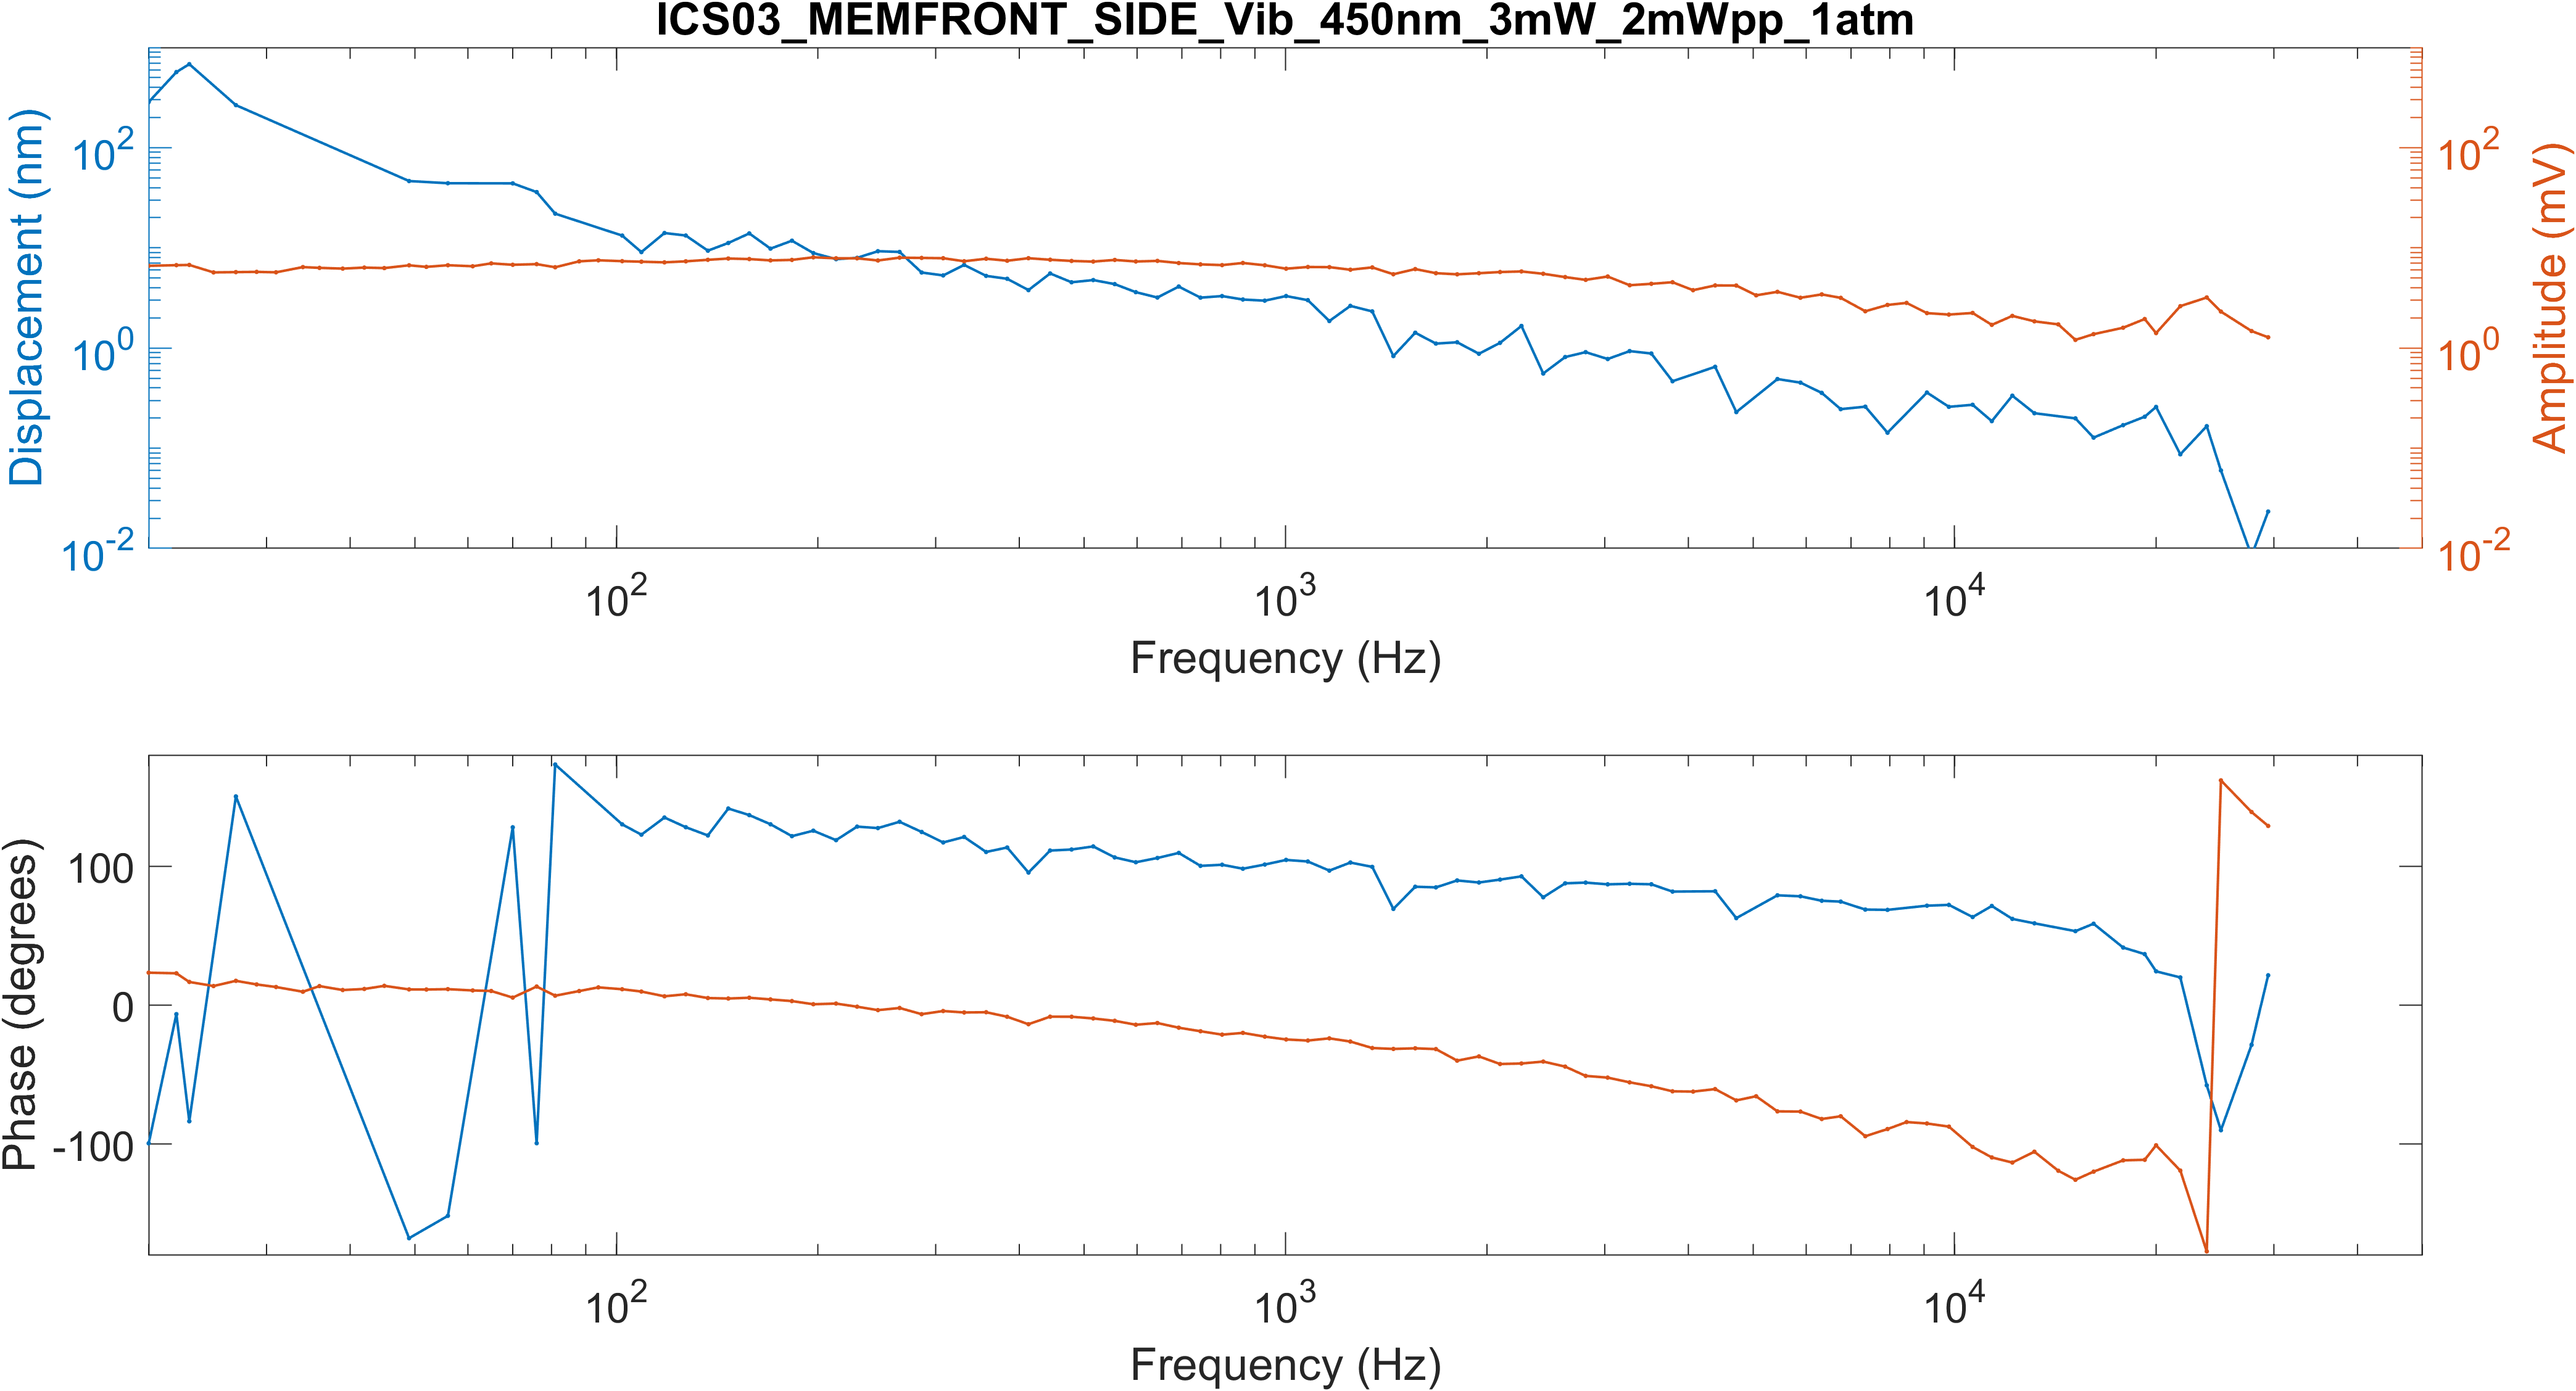 ICS03_MEMFRONT_SIDE_Vib_450nm_3mW_2mWpp_1atm
Displacement (nm)
10^2
10^0
10^-2
10^2
10^0
10^-2
Amplitude (mV)
10^2
10^3
10^4
Frequency (Hz)
Phase (degrees)
100
0
-100
10^2
10^3
10^4
Frequency (Hz)